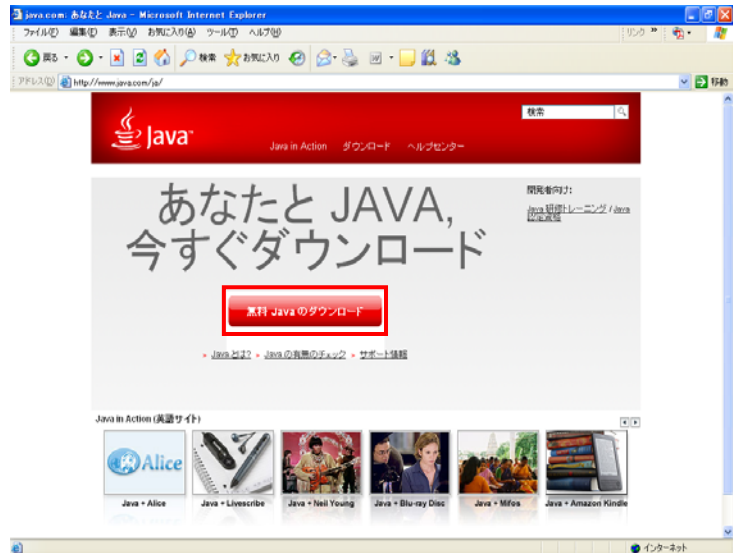 java.com: あなたと Java - Microsoft Internet Explorer
ファイル(F) 編集(E) 表示(V) お気に入り(A) ツール(T) ヘルプ(H) リンク »
戻る 検索 お気に入り
アドレス(D) http://www.java.com/ja/ 移動
Java™ 検索
Java in Action ダウンロード ヘルプセンター
あなたと JAVA,
今すぐダウンロード
開発者向け:
Java 研修トレーニング / Java
認定資格
無料 Java のダウンロード
» Java とは? » Java の有無のチェック » サポート情報
Java in Action (英語サイト)
Alice
Java + Alice Java + Livescribe Java + Neil Young Java + Blu-ray Disc Java + Mifos Java + Amazon Kindle
インターネット